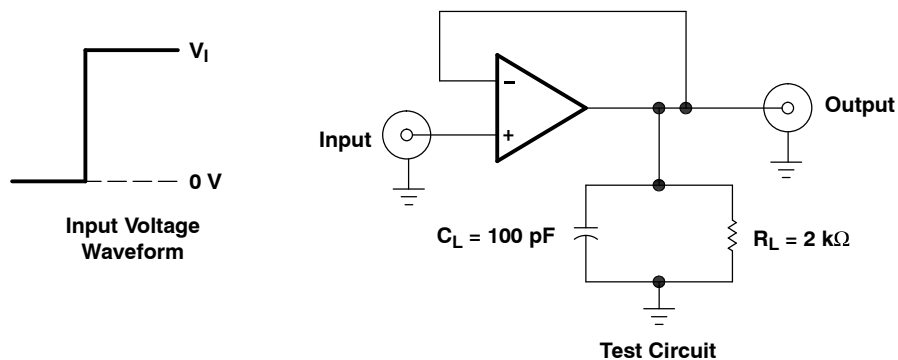 V_I
0 V
Input Voltage
Waveform
Input
−
+
Output
C_L = 100 pF
R_L = 2 kΩ
Test Circuit